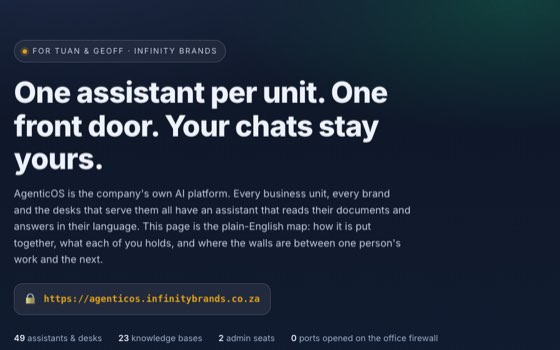 FOR TUAN & GEOFF · INFINITY BRANDS
One assistant per unit. One
front door. Your chats stay
yours.
AgenticOS is the company's own AI platform. Every business unit, every brand
and the desks that serve them all have an assistant that reads their documents and
answers in their language. This page is the plain-English map: how it is put
together, what each of you holds, and where the walls are between one person's
work and the next.
https://agenticos.infinitybrands.co.za
49 assistants & desks 23 knowledge bases 2 admin seats 0 ports opened on the office firewall